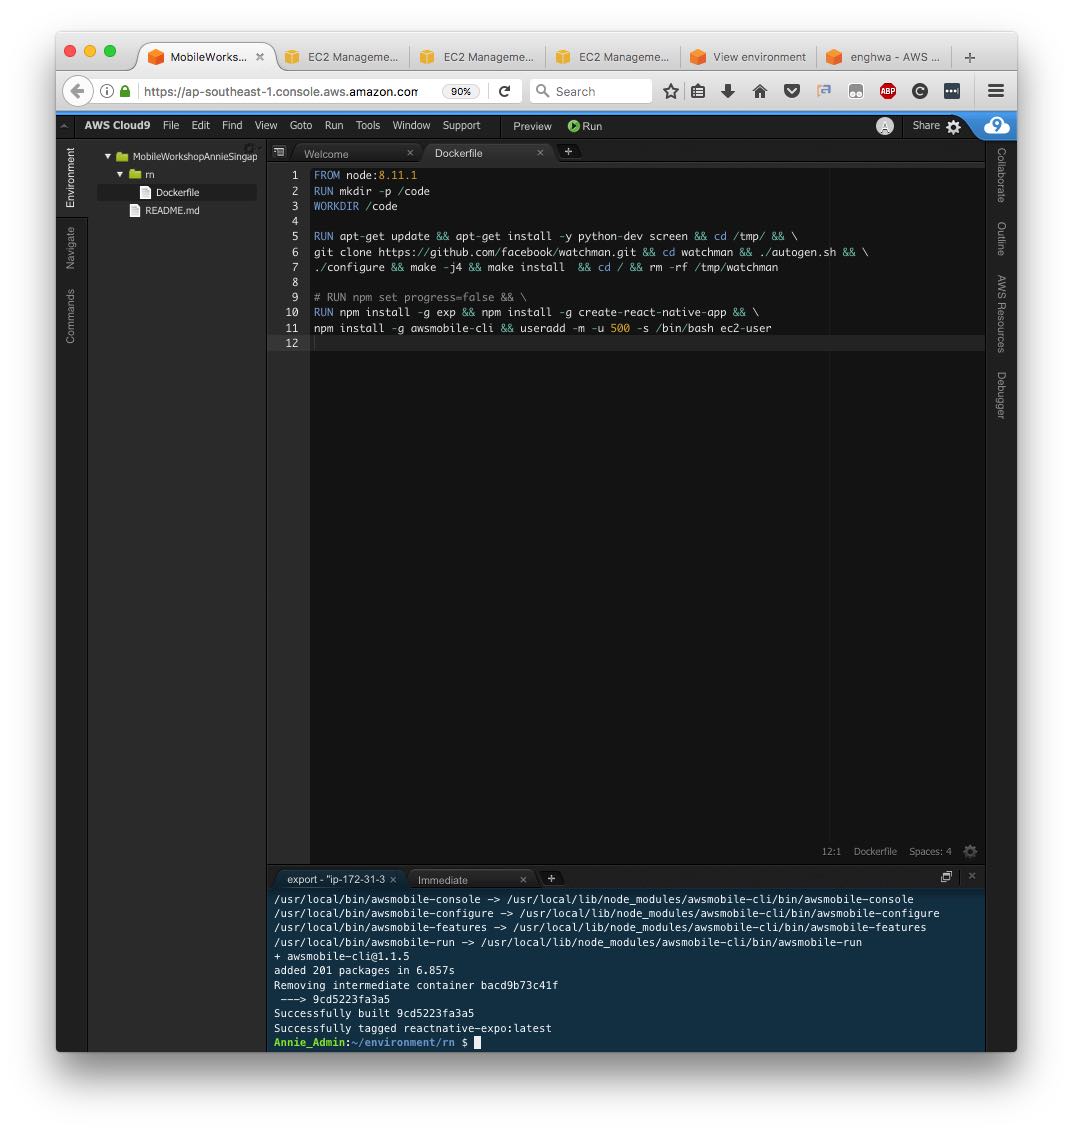 MobileWorks...
EC2 Manageme...
EC2 Manageme...
EC2 Manageme...
View environment
enghwa - AWS ...
https://ap-southeast-1.console.aws.amazon.com
90%
Search
ABP
AWS Cloud9 File Edit Find View Goto Run Tools Window Support Preview Run
A
Share
9
Environment
Navigate
Commands
MobileWorkshopAnnieSingap
rn
Dockerfile
README.md
Welcome
Dockerfile
1 FROM node:8.11.1
2 RUN mkdir -p /code
3 WORKDIR /code
4
5 RUN apt-get update && apt-get install -y python-dev screen && cd /tmp/ && \
6 git clone https://github.com/facebook/watchman.git && cd watchman && ./autogen.sh && \
7 ./configure && make -j4 && make install  && cd / && rm -rf /tmp/watchman
8
9 # RUN npm set progress=false && \
10 RUN npm install -g exp && npm install -g create-react-native-app && \
11 npm install -g awsmobile-cli && useradd -m -u 500 -s /bin/bash ec2-user
12
12:1 Dockerfile Spaces: 4
Collaborate
Outline
AWS Resources
Debugger
export - "ip-172-31-3
Immediate
/usr/local/bin/awsmobile-console -> /usr/local/lib/node_modules/awsmobile-cli/bin/awsmobile-console
/usr/local/bin/awsmobile-configure -> /usr/local/lib/node_modules/awsmobile-cli/bin/awsmobile-configure
/usr/local/bin/awsmobile-features -> /usr/local/lib/node_modules/awsmobile-cli/bin/awsmobile-features
/usr/local/bin/awsmobile-run -> /usr/local/lib/node_modules/awsmobile-cli/bin/awsmobile-run
+ awsmobile-cli@1.1.5
added 201 packages in 6.857s
Removing intermediate container bacd9b73c41f
 ---> 9cd5223fa3a5
Successfully built 9cd5223fa3a5
Successfully tagged reactnative-expo:latest
Annie_Admin:~/environment/rn $